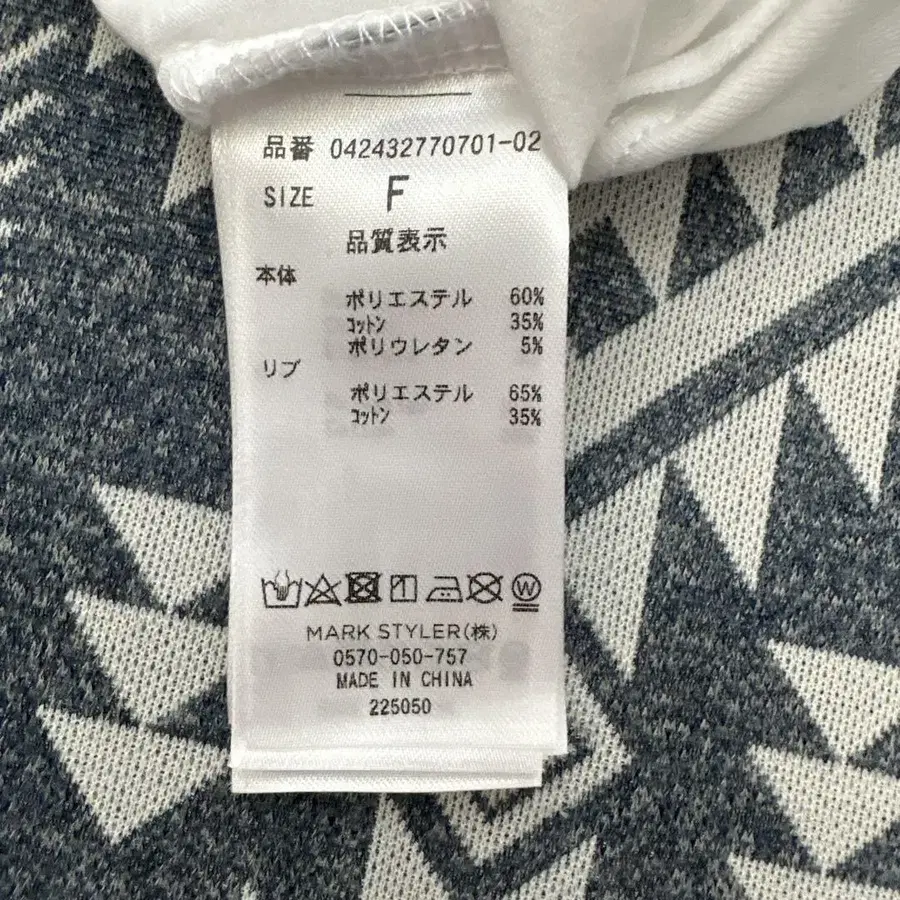 品番 042432770701-02
SIZE F
品質表示
本体
ポリエステル 60%
ｺｯﾄﾝ 35%
ポリウレタン 5%
リブ
ポリエステル 65%
ｺｯﾄﾝ 35%
W
MARK STYLER(株)
0570-050-757
MADE IN CHINA
225050